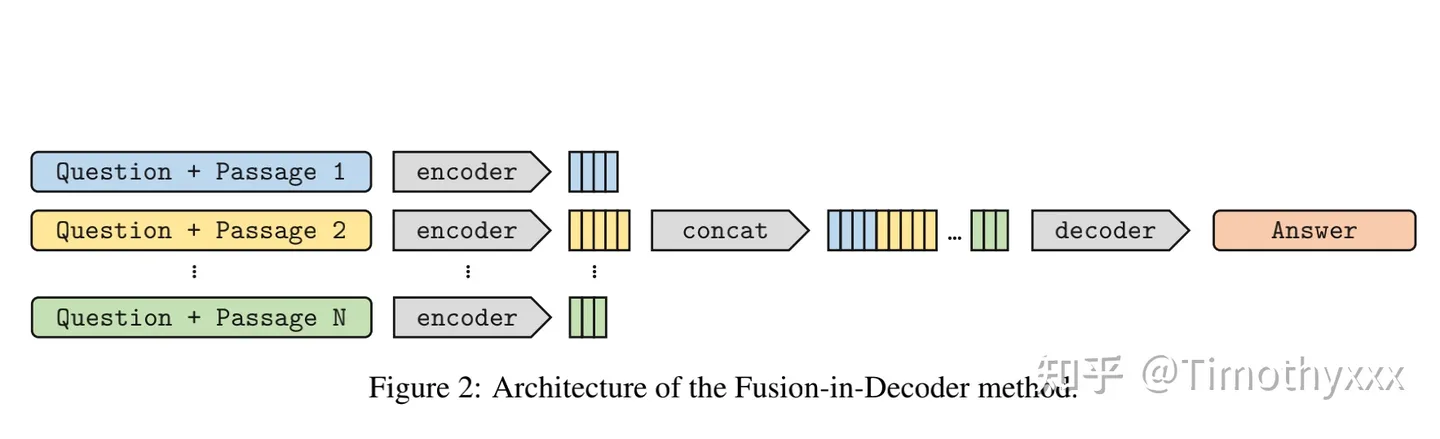 Question + Passage 1 encoder
Question + Passage 2 encoder concat … decoder Answer
⋮ ⋮ ⋮
Question + Passage N encoder
Figure 2: Architecture of the Fusion-in-Decoder method.
知乎 @Timothyxxx